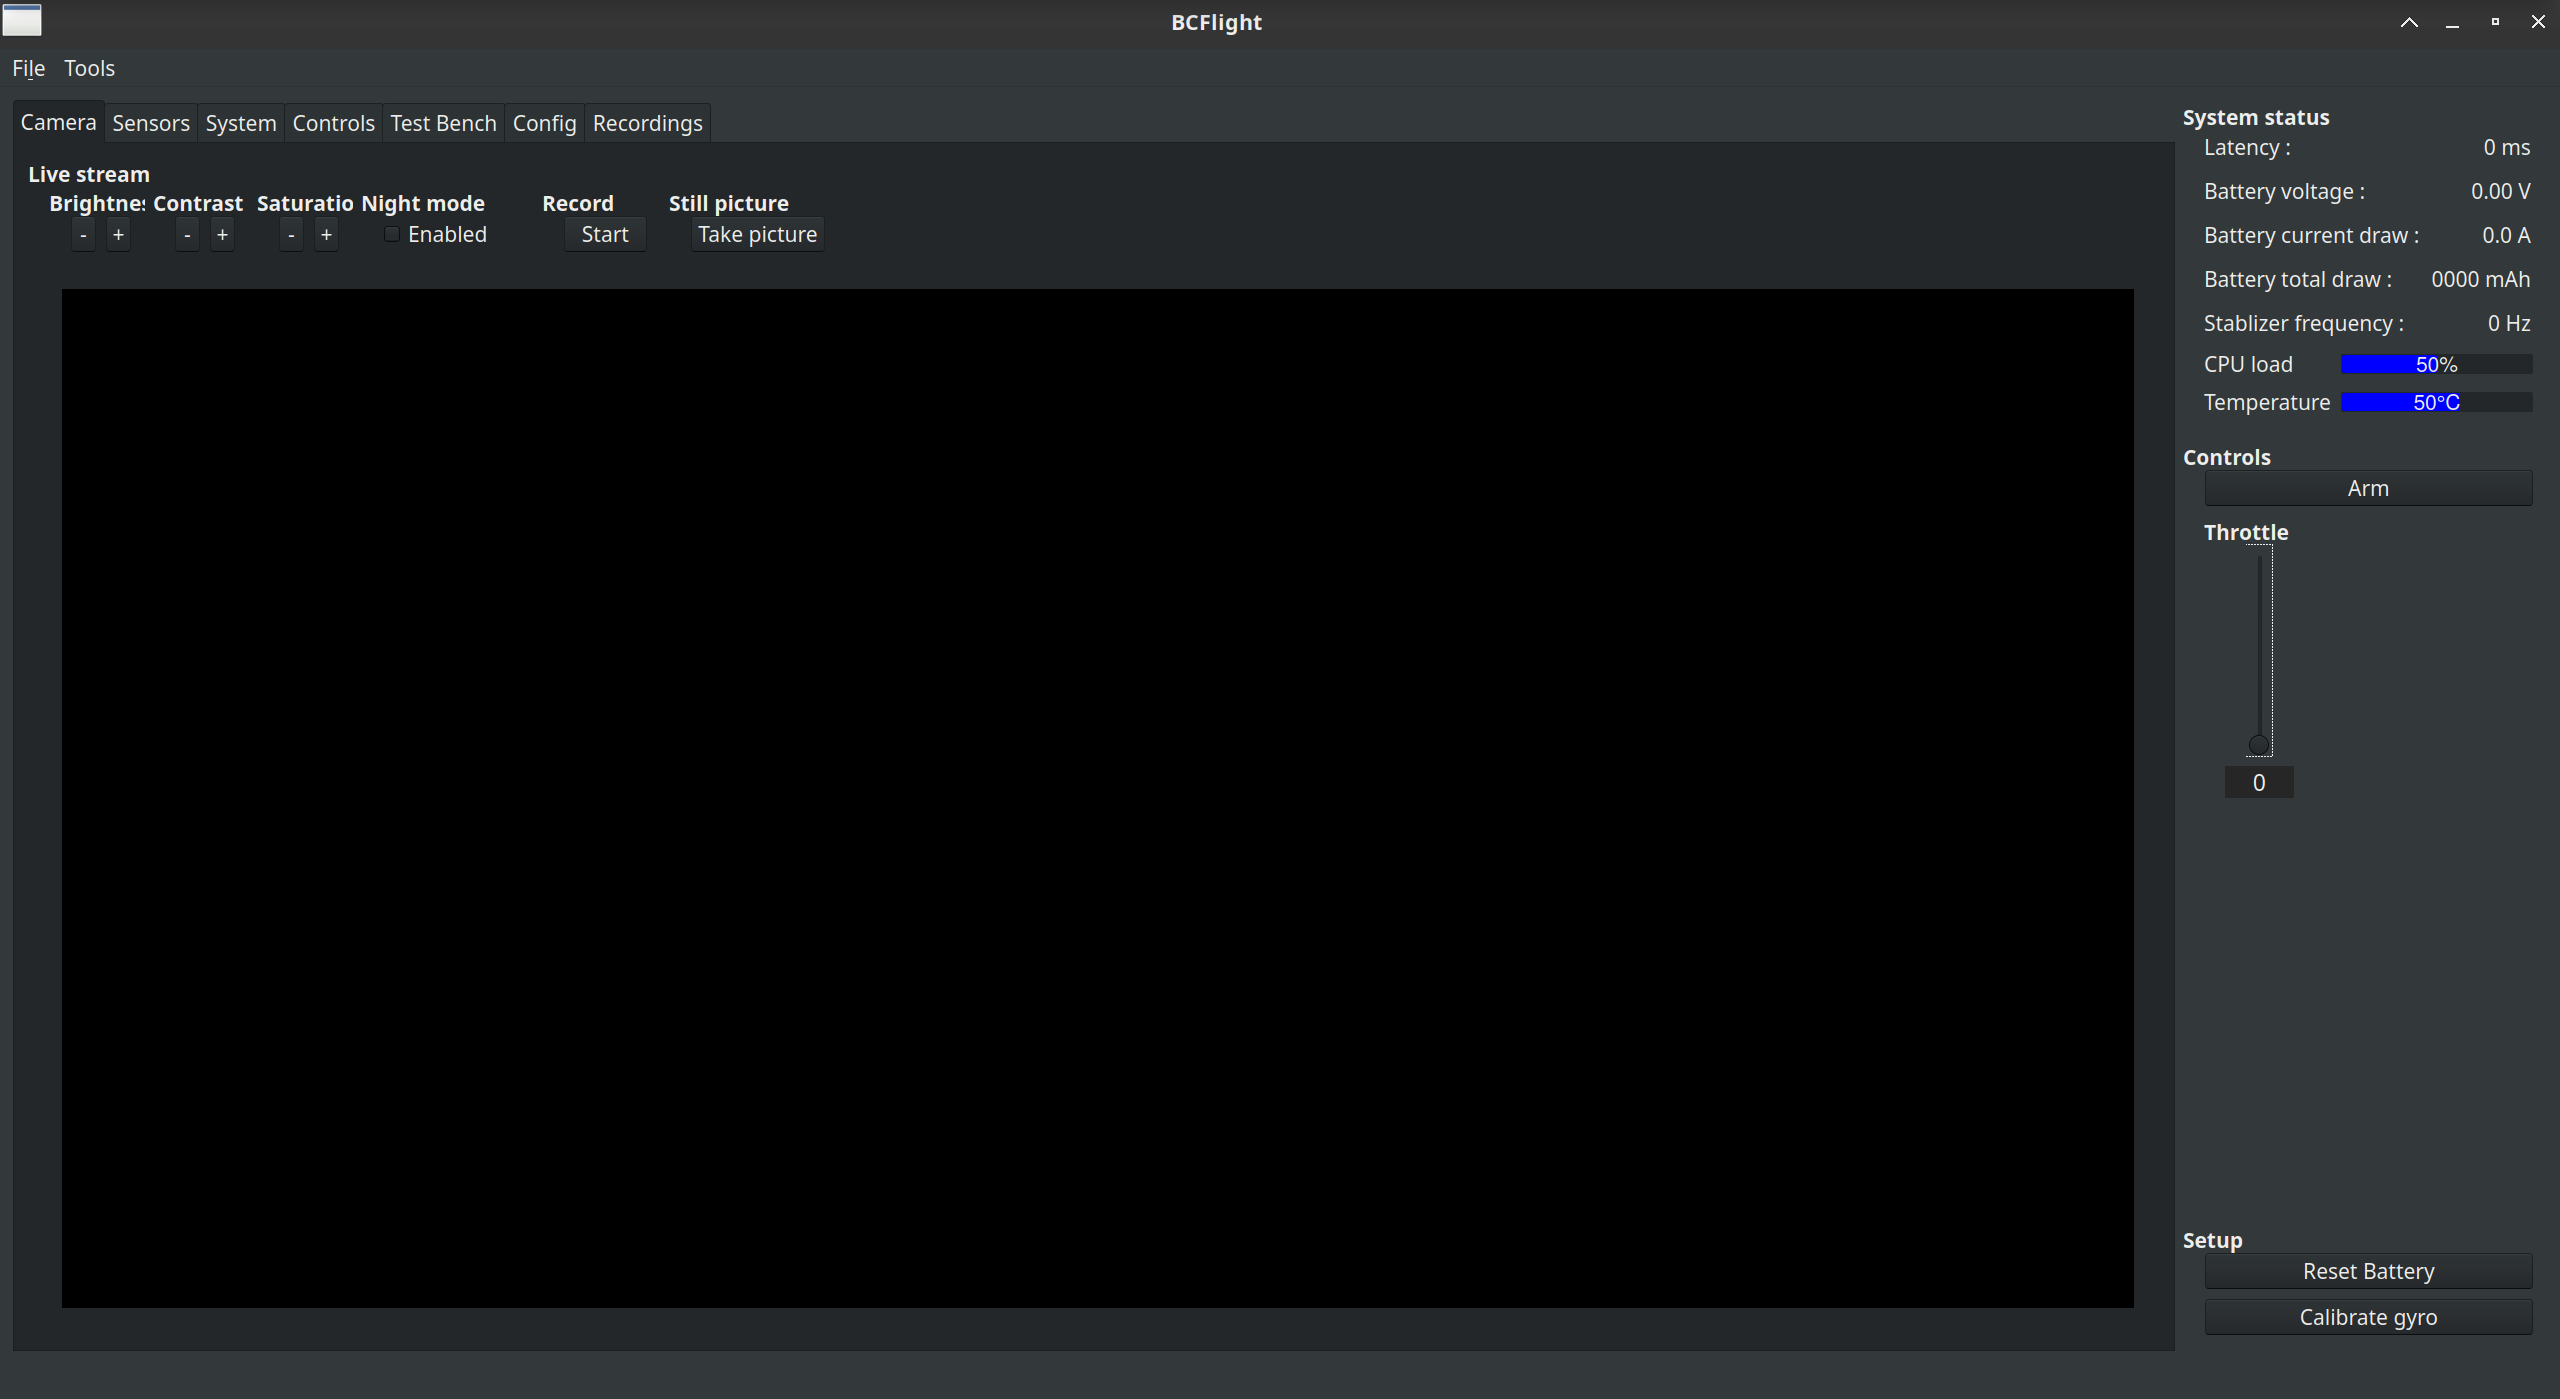 BCFlight
File Tools
Camera Sensors System Controls Test Bench Config Recordings
Live stream
Brightnes Contrast Saturatio Night mode Record Still picture
- + - + - + Enabled Start Take picture
System status
Latency : 0 ms
Battery voltage : 0.00 V
Battery current draw : 0.0 A
Battery total draw : 0000 mAh
Stablizer frequency : 0 Hz
CPU load 50%
Temperature 50°C
Controls
Arm
Throttle
0
Setup
Reset Battery
Calibrate gyro